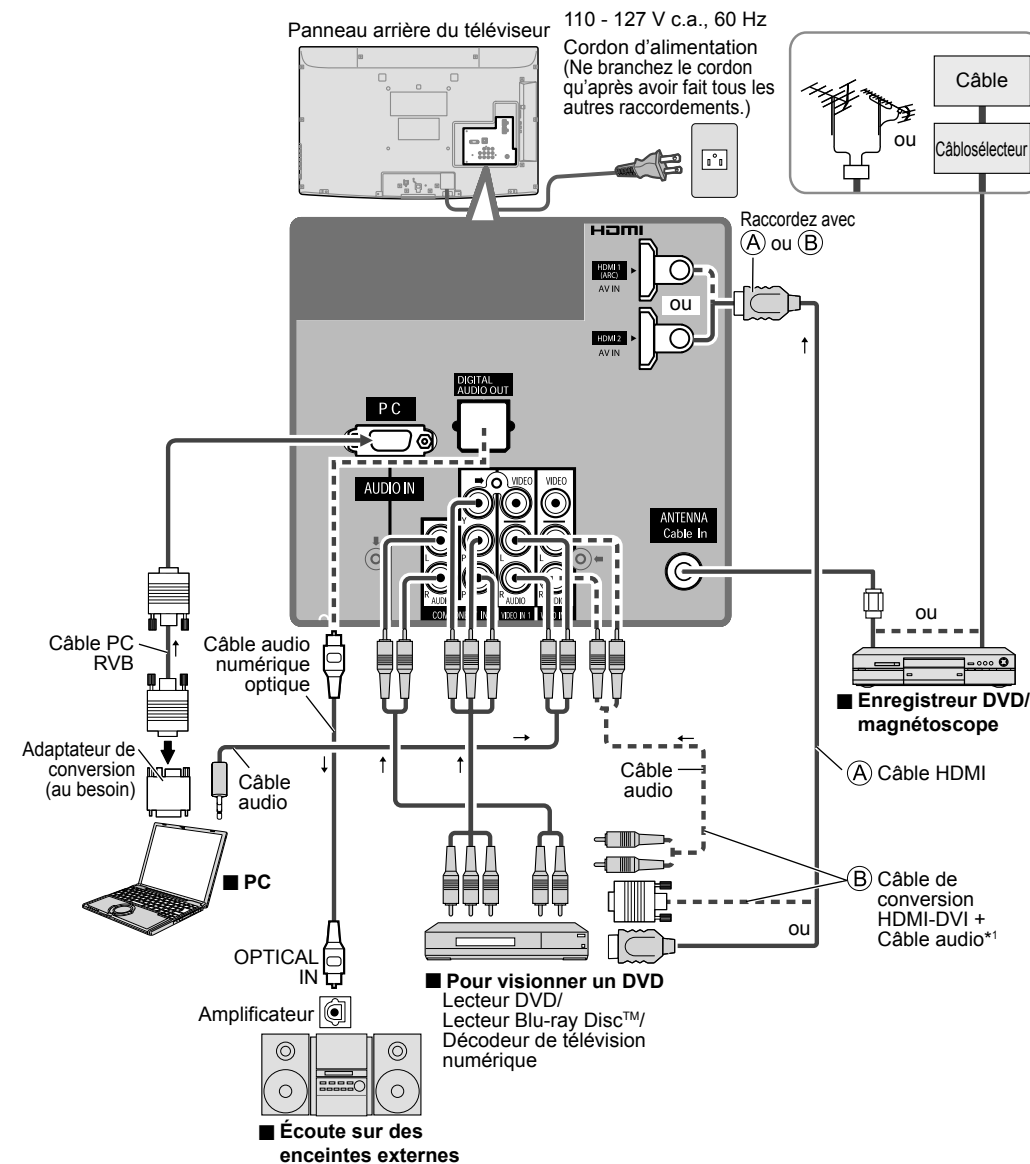 Panneau arrière du téléviseur
110 - 127 V c.a., 60 Hz
Cordon d'alimentation
(Ne branchez le cordon
qu'après avoir fait tous les
autres raccordements.)
ou
Câble
Câblosélecteur
Raccordez avec
Ⓐ ou Ⓑ
HDMI
HDMI 1
(ARC)
AV IN
ou
HDMI 2
AV IN
DIGITAL
AUDIO OUT
PC
AUDIO IN
VIDEO
VIDEO
Y
L
L
R
R
AUDIO
VIDEO IN 1
ANTENNA
Cable In
ou
■ Enregistreur DVD/
magnétoscope
Câble PC
RVB
Câble audio
numérique
optique
Adaptateur de
conversion
(au besoin)
Câble
audio
Câble
audio
Ⓐ Câble HDMI
Ⓑ Câble de
conversion
HDMI-DVI +
Câble audio*1
ou
■ PC
OPTICAL
IN
Amplificateur
■ Pour visionner un DVD
Lecteur DVD/
Lecteur Blu-ray Disc™/
Décodeur de télévision
numérique
■ Écoute sur des
enceintes externes